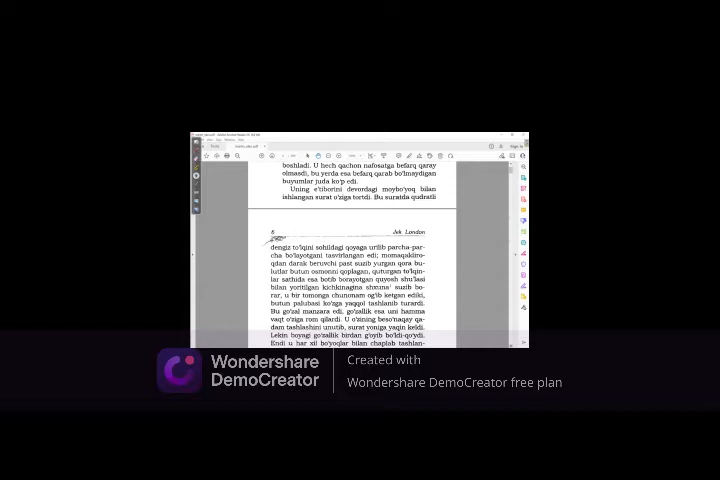 boshladi. U hech qachon nafosatga befarq qaray
olmasdi, bu yerda esa befarq qarab bo'lmaydigan
buyumlar juda ko'p edi.
Uning e'tiborini devordagi moybo'yoq bilan
ishlangan surat o'ziga tortdi. Bu suratda qudratli
6
Jek London
dengiz to'lqini sohildagi qoyaga urilib parcha-par-
cha bo'layotgani tasvirlangan edi; momaqaldiro-
qdan darak beruvchi past suzib yurgan qora bu-
lutlar butun osmonni qoplagan, quturgan to'lqin-
lar sathida esa botib borayotgan quyosh shu'lasi
bilan yoritilgan kichkinagina shxuna suzib bo-
rar, u bir tomonga chunonam og'ib ketgan ediki,
butun palubasi ko'zga yaqqol tashlanib turardi.
Bu go'zal manzara edi, go'zallik esa uni hamma
vaqt o'ziga rom qilardi. U o'zining beso'naqay qa-
dam tashlashini unutib, surat yoniga yaqin keldi.
Lekin boyagi go'zallik birdan g'oyib bo'ldi-qo'ydi.
Endi u har xil bo'yoqlar bilan chaplab tashlan-
Wondershare
DemoCreator
Created with
Wondershare DemoCreator free plan